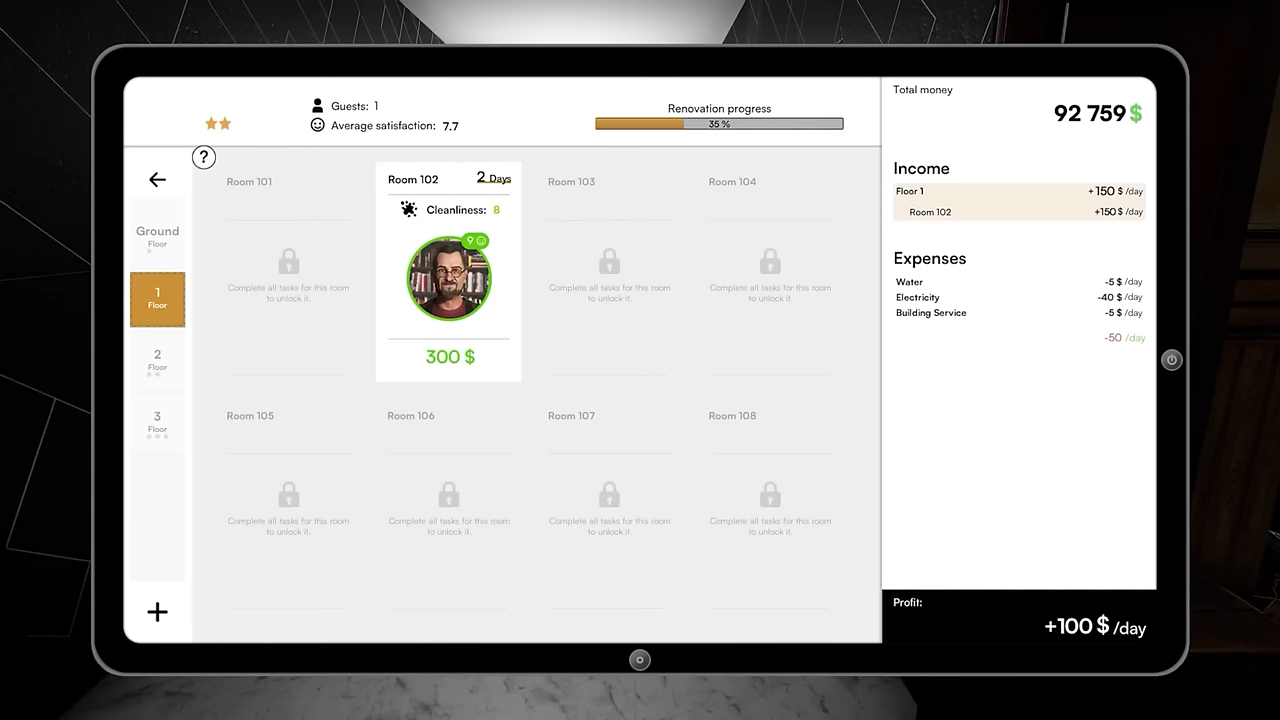 Guests: 1
Average satisfaction: 7.7
Renovation progress
35 %
?
Ground
Floor
1
Floor
2
Floor
3
Floor
+
Room 101
Complete all tasks for this room
to unlock it.
Room 102
2 Days
Cleanliness: 8
9
300 $
Room 103
Complete all tasks for this room
to unlock it.
Room 104
Complete all tasks for this room
to unlock it.
Room 105
Complete all tasks for this room
to unlock it.
Room 106
Complete all tasks for this room
to unlock it.
Room 107
Complete all tasks for this room
to unlock it.
Room 108
Complete all tasks for this room
to unlock it.
Total money
92 759 $
Income
Floor 1 +150 $ /day
Room 102 +150 $ /day
Expenses
Water -5 $ /day
Electricity -40 $ /day
Building Service -5 $ /day
-50 /day
Profit:
+100 $ /day